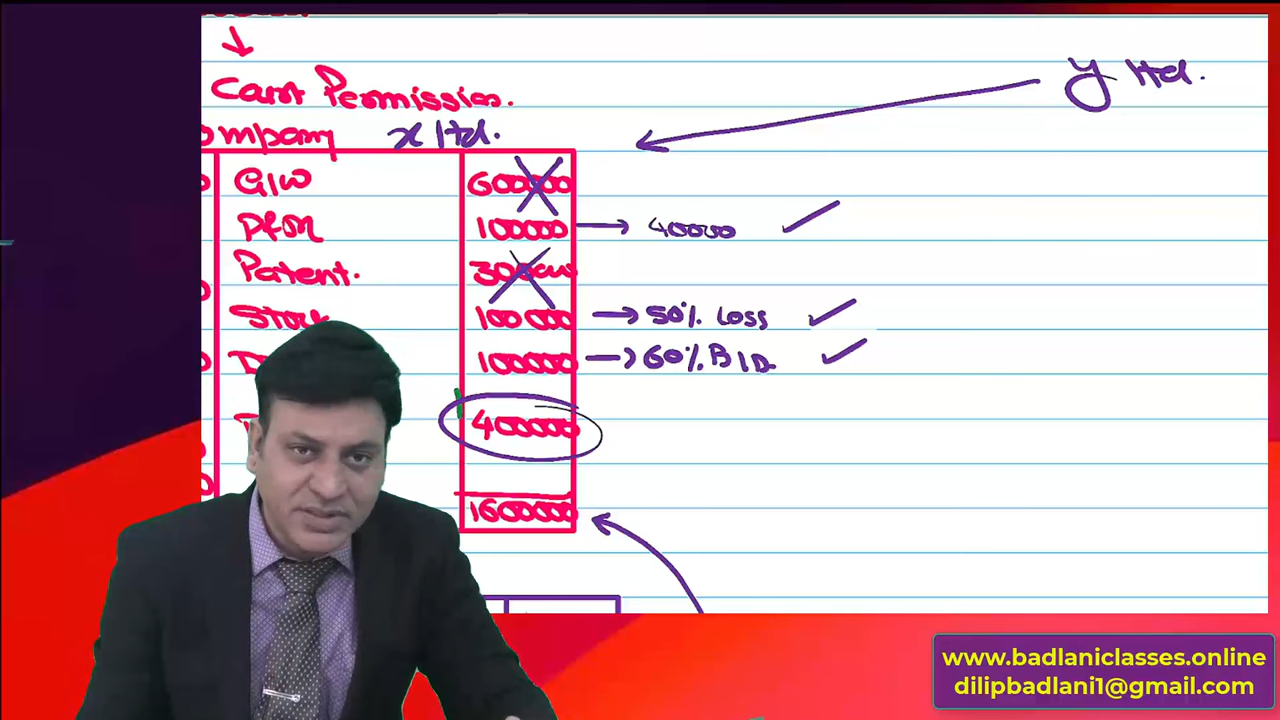 Y ltd.
Court Permission.
ompany x ltd.
G/W 600000
P&M 100000 → 40000 ✓
Patent. 300000
Stock 100000 → 50% Loss ✓
D 100000 → 60% B/D ✓
400000
1600000
www.badlaniclasses.online
dilipbadlani1@gmail.com